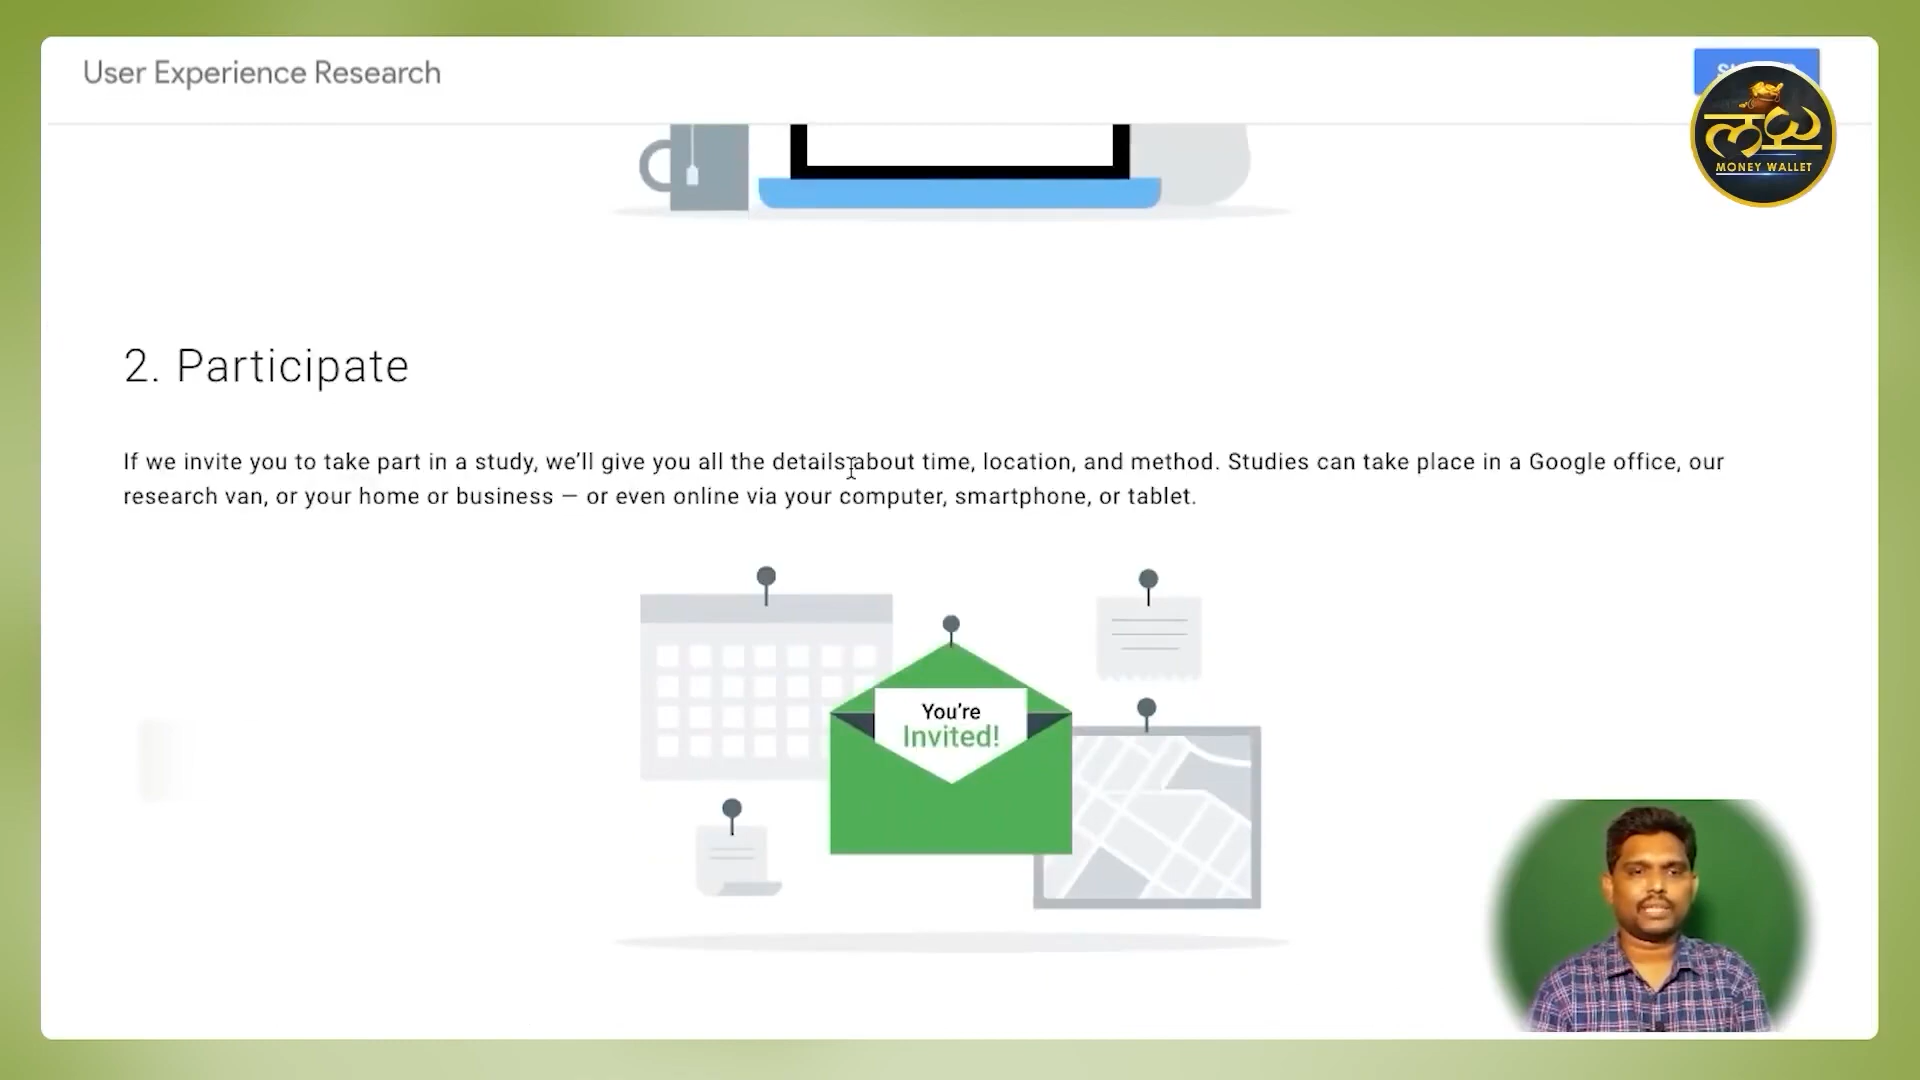 User Experience Research
MONEY WALLET
2. Participate
If we invite you to take part in a study, we’ll give you all the details about time, location, and method. Studies can take place in a Google office, our
research van, or your home or business — or even online via your computer, smartphone, or tablet.
You’re
Invited!